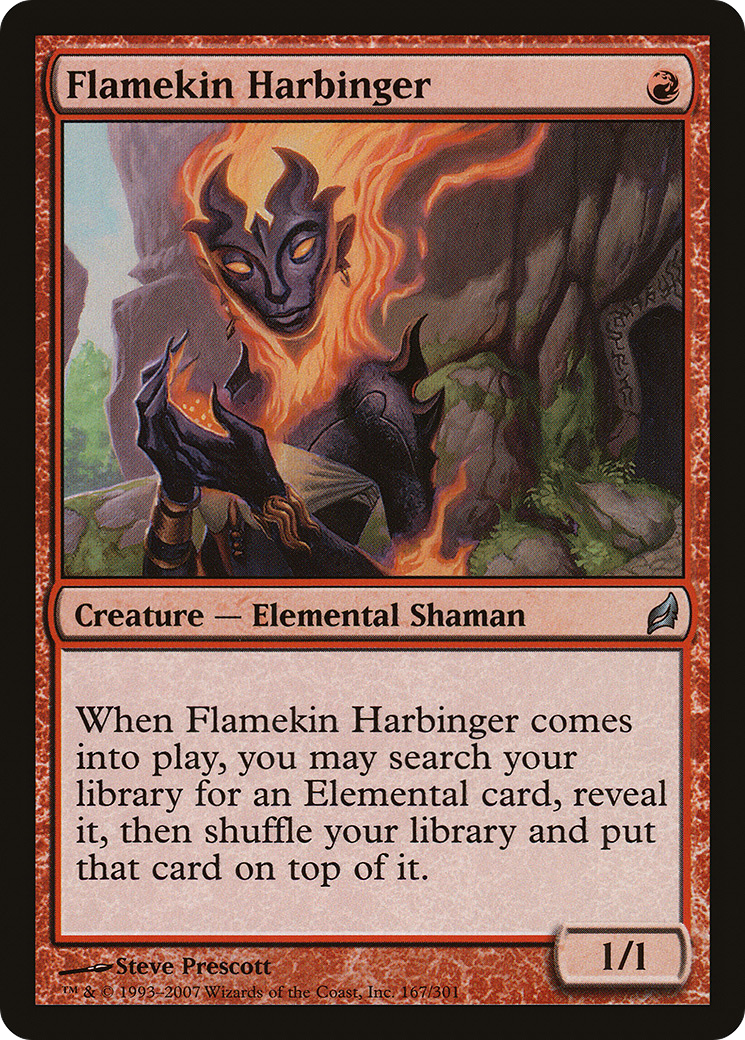 Flamekin Harbinger
Creature — Elemental Shaman
When Flamekin Harbinger comes
into play, you may search your
library for an Elemental card, reveal
it, then shuffle your library and put
that card on top of it.
1/1
Steve Prescott
™ & © 1993–2007 Wizards of the Coast, Inc. 167/301